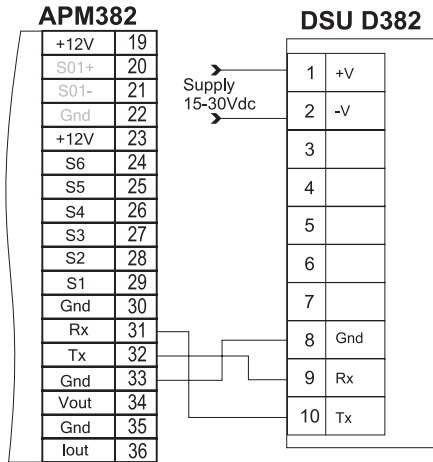 APM382
+12V 19
S01+ 20
S01- 21
Gnd 22
+12V 23
S6 24
S5 25
S4 26
S3 27
S2 28
S1 29
Gnd 30
Rx 31
Tx 32
Gnd 33
Vout 34
Gnd 35
Iout 36
Supply
15-30Vdc
DSU D382
1 +V
2 -V
3
4
5
6
7
8 Gnd
9 Rx
10 Tx